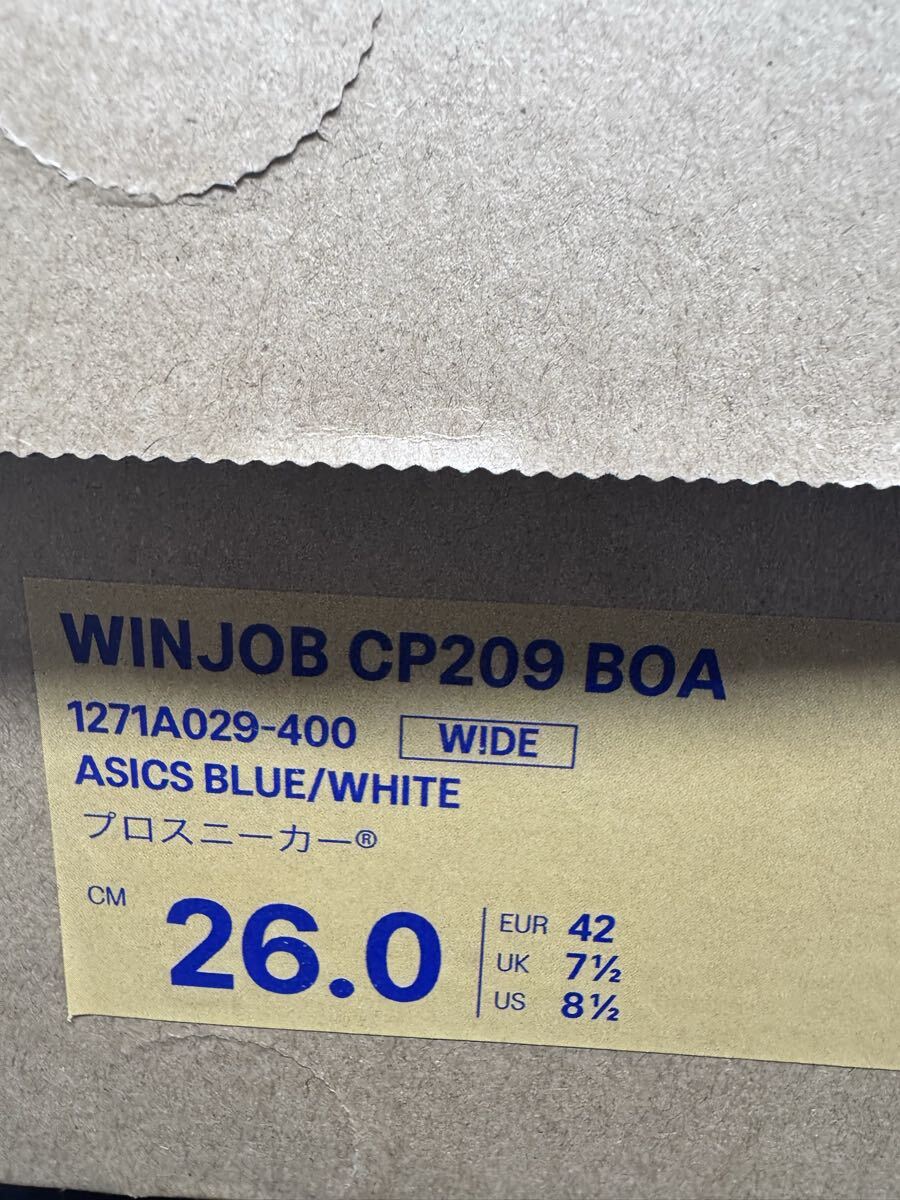 WINJOB CP209 BOA
1271A029-400 WIDE
ASICS BLUE/WHITE
プロスニーカー®
CM 26.0
EUR 42
UK 7½
US 8½